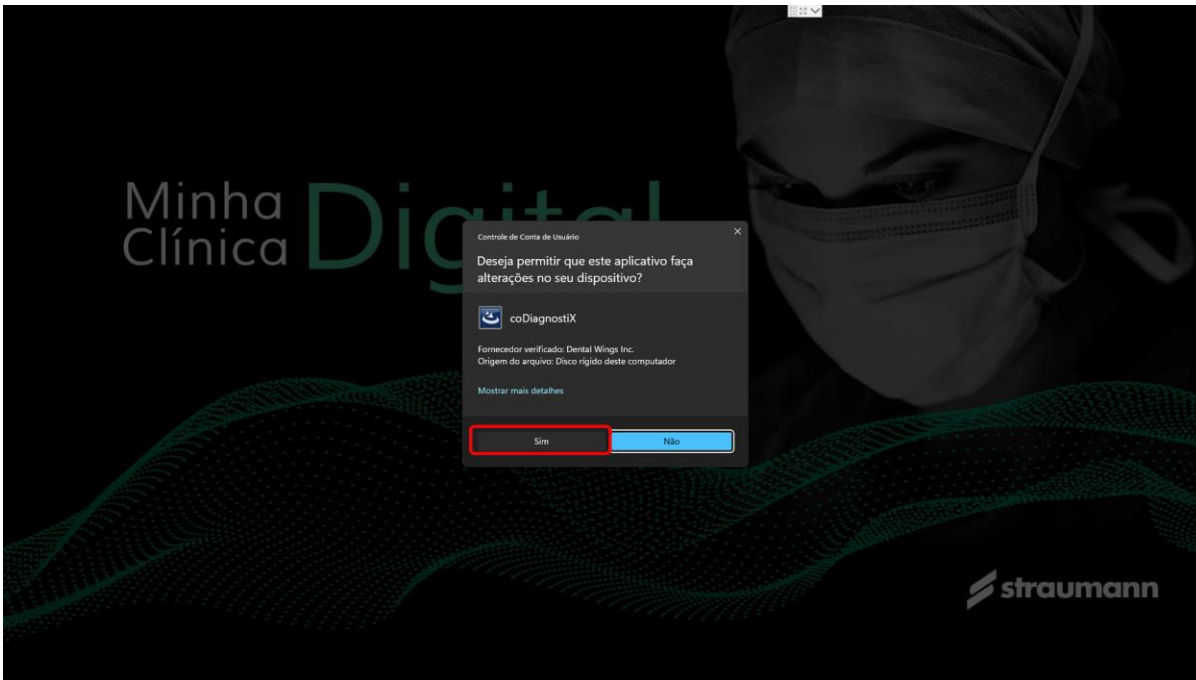 Minha
Clínica
Digital
Controle de Conta de Usuário
Deseja permitir que este aplicativo faça
alterações no seu dispositivo?
coDiagnostiX
Fornecedor verificado: Dental Wings Inc.
Origem do arquivo: Disco rígido deste computador
Mostrar mais detalhes
Sim
Não
straumann